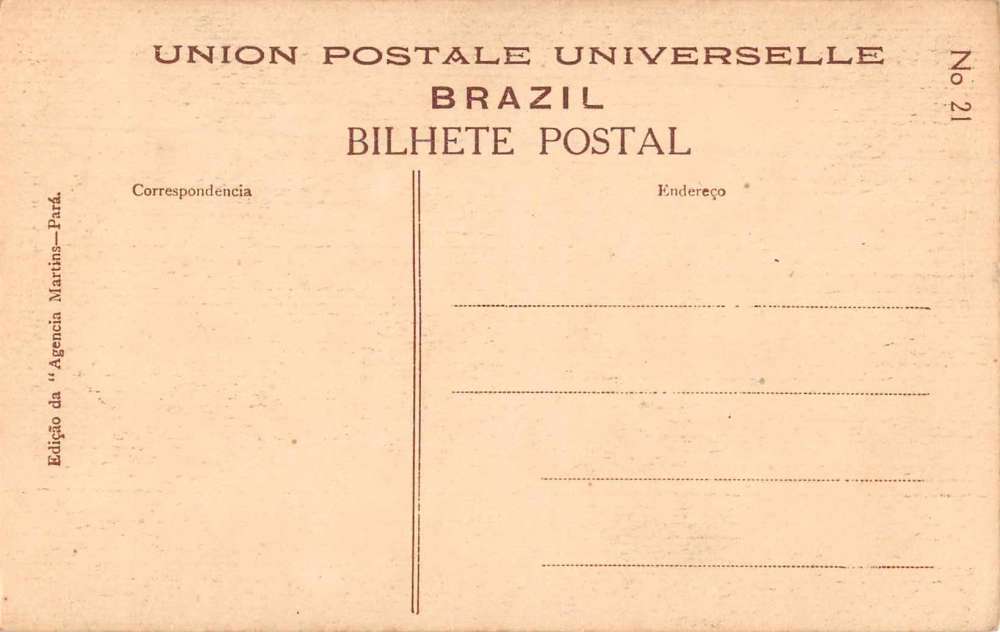 UNION POSTALE UNIVERSELLE
BRAZIL
BILHETE POSTAL
Correspondencia
Endereço
Edição da “ Agencia Martins—Pará.
No 21